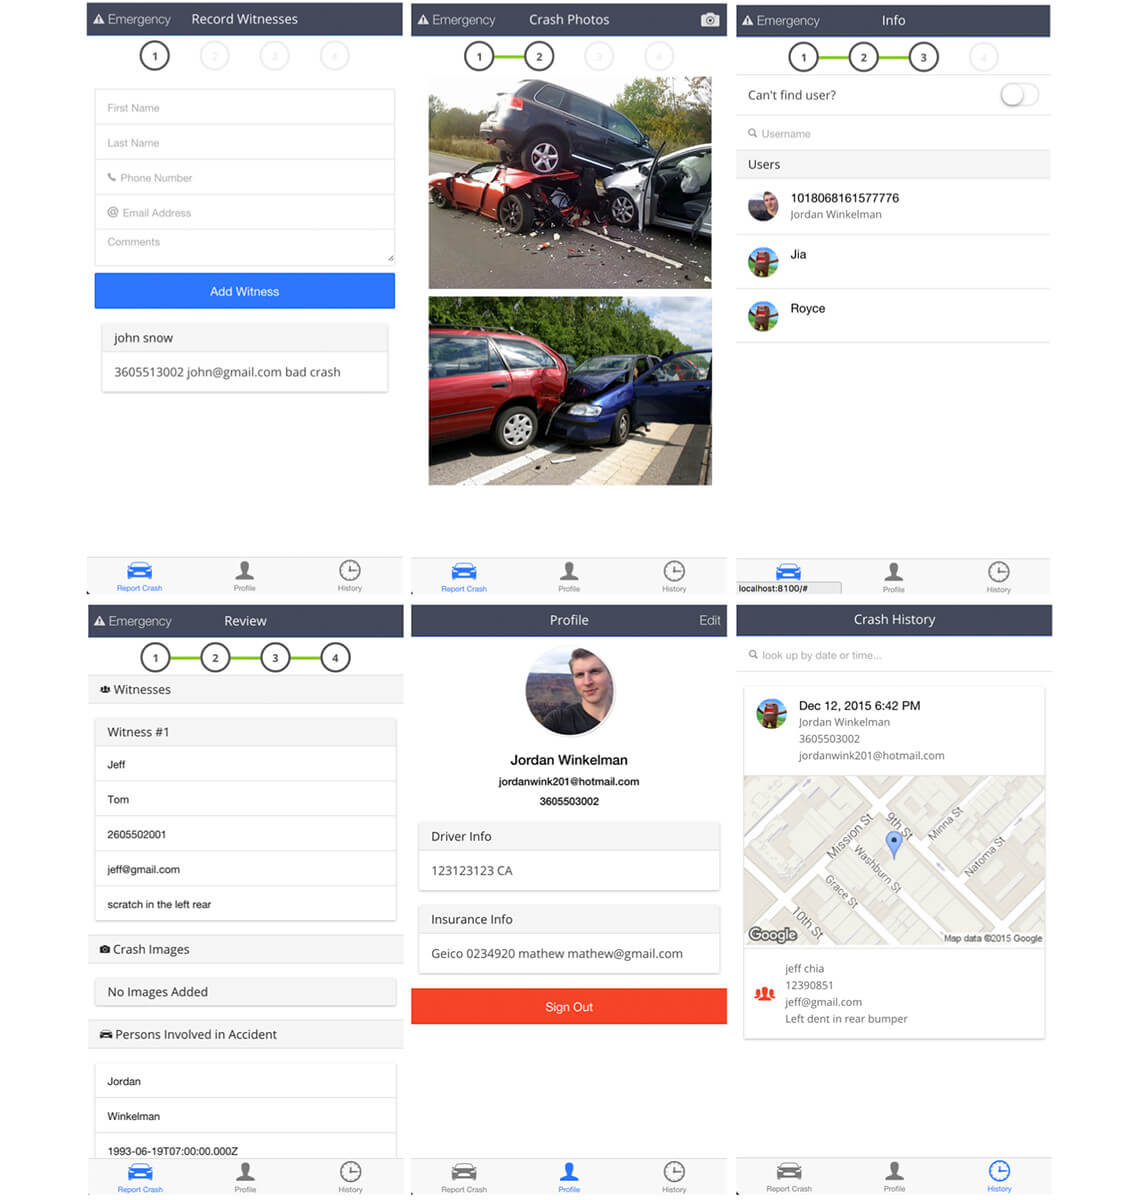 Emergency Record Witnesses
1 2 3 4
First Name
Last Name
Phone Number
@ Email Address
Comments
Add Witness
john snow
3605513002 john@gmail.com bad crash
Report Crash Profile History
Emergency Crash Photos
1 2 3 4
Report Crash Profile History
Emergency Info
1 2 3 4
Can't find user?
Username
Users
1018068161577776
Jordan Winkelman
Jia
Royce
localhost:8100/#
Profile History
Emergency Review
1 2 3 4
Witnesses
Witness #1
Jeff
Tom
2605502001
jeff@gmail.com
scratch in the left rear
Crash Images
No Images Added
Persons Involved in Accident
Jordan
Winkelman
1993-06-19T07:00:00.000Z
Report Crash Profile History
Profile Edit
Jordan Winkelman
jordanwink201@hotmail.com
3605503002
Driver Info
123123123 CA
Insurance Info
Geico 0234920 mathew mathew@gmail.com
Sign Out
Report Crash Profile History
Crash History
look up by date or time...
Dec 12, 2015 6:42 PM
Jordan Winkelman
3605503002
jordanwink201@hotmail.com
Mission St
9th St
Minna St
Washburn St
Natoma St
Grace St
10th St
Google
Map data ©2015 Google
jeff chia
12390851
jeff@gmail.com
Left dent in rear bumper
Report Crash Profile History